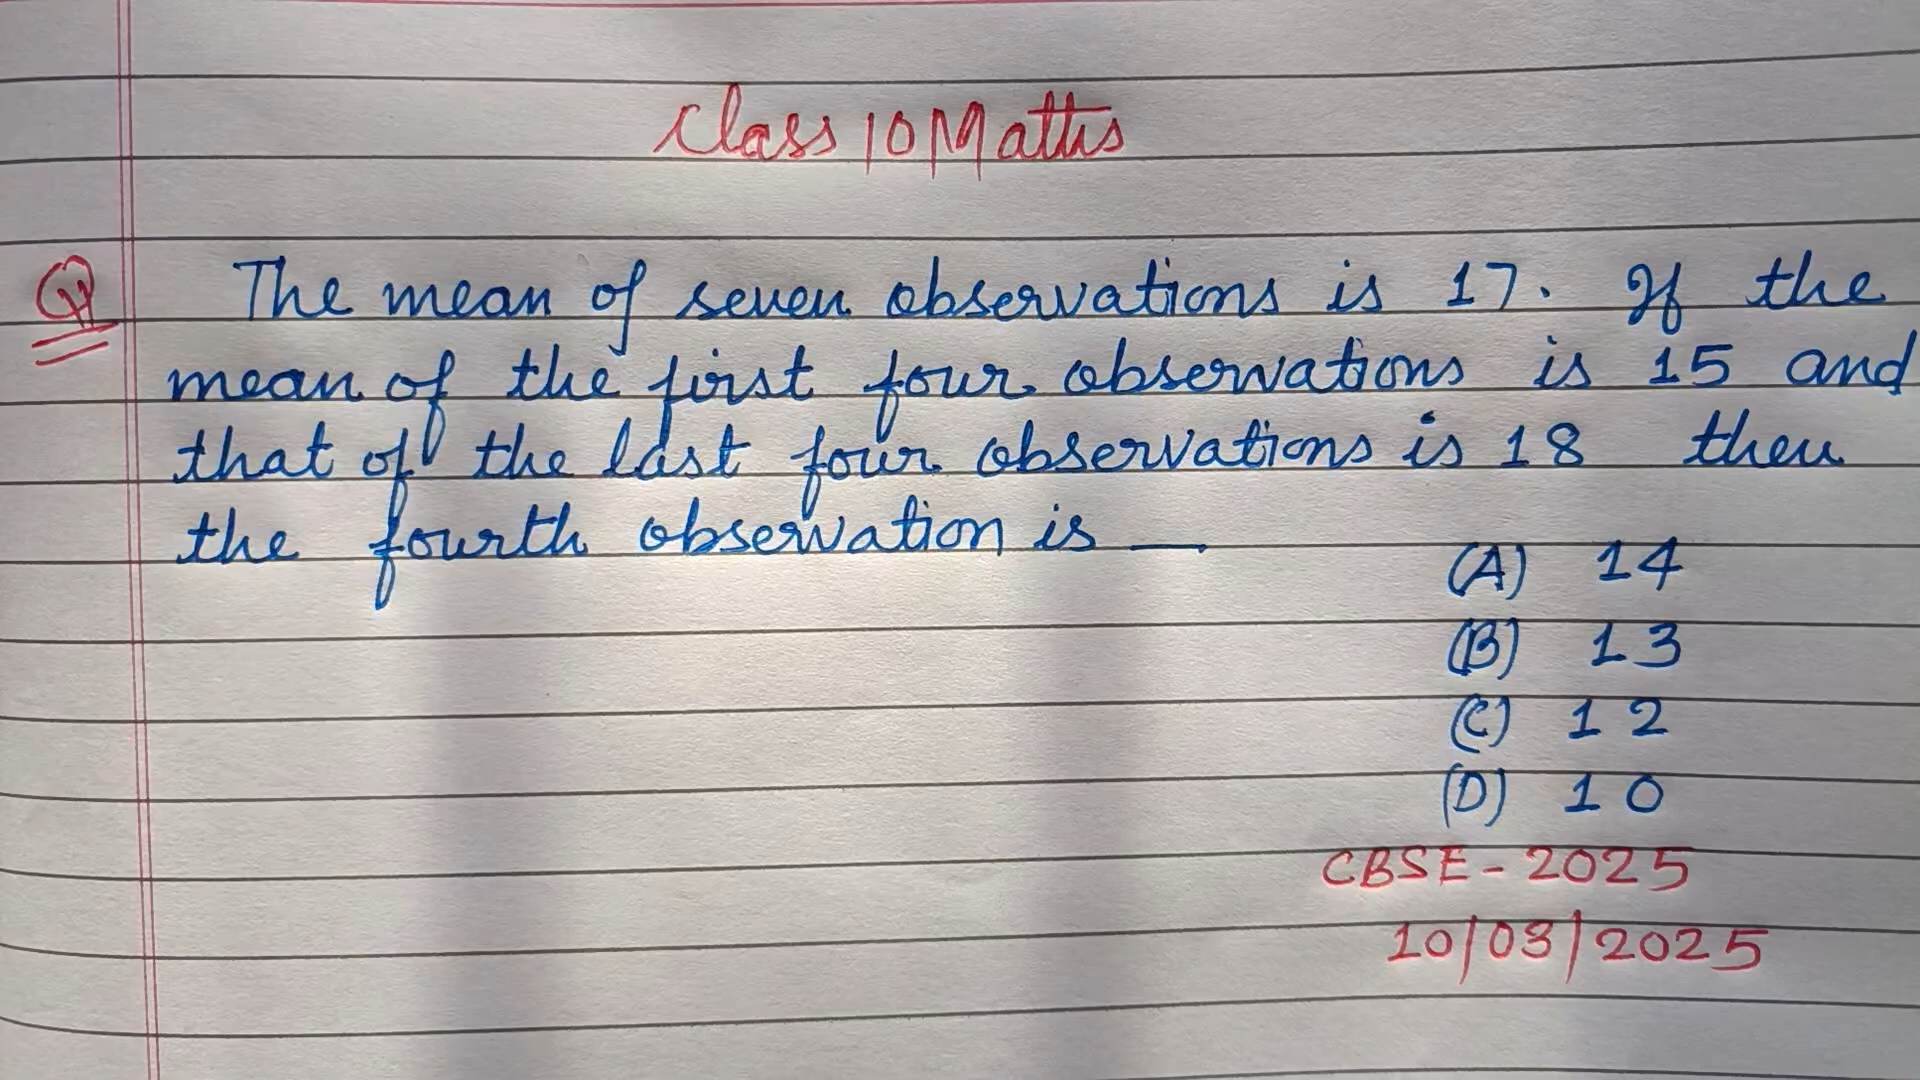 Class 10 Maths
Q The mean of seven observations is 17. If the
mean of the first four observations is 15 and
that of the last four observations is 18 then
the fourth observation is —
(A) 14
(B) 13
(C) 12
(D) 10
CBSE - 2025
10/03/2025